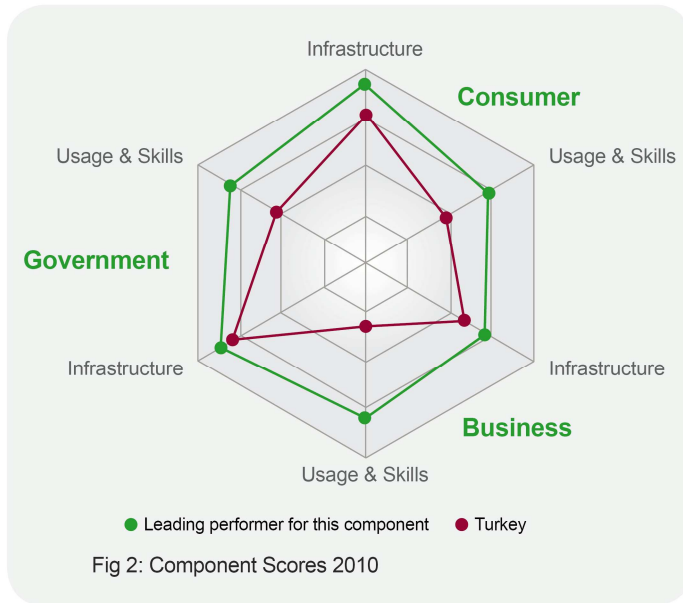 Infrastructure
Consumer
Usage & Skills
Usage & Skills
Government
Infrastructure
Infrastructure
Business
Usage & Skills
Leading performer for this component
Turkey
Fig 2: Component Scores 2010